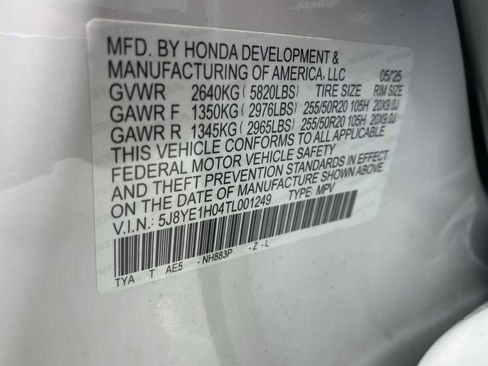 MFD. BY HONDA DEVELOPMENT &
MANUFACTURING OF AMERICA, LLC 05/25
GVWR 2640KG (5820LBS) TIRE SIZE RIM SIZE
GAWR F 1350KG (2976LBS) 255/50R20 105H 20X9.0J
GAWR R 1345KG (2965LBS) 255/50R20 105H 20X9.0J
THIS VEHICLE CONFORMS TO ALL APPLICABLE
FEDERAL MOTOR VEHICLE SAFETY
AND THEFT PREVENTION STANDARDS IN EFFECT
ON THE DATE OF MANUFACTURE SHOWN ABOVE.
V.I.N.: 5J8YE1H04TL001249 TYPE: MPV
TYA T AE5 -NH883P -Z-L